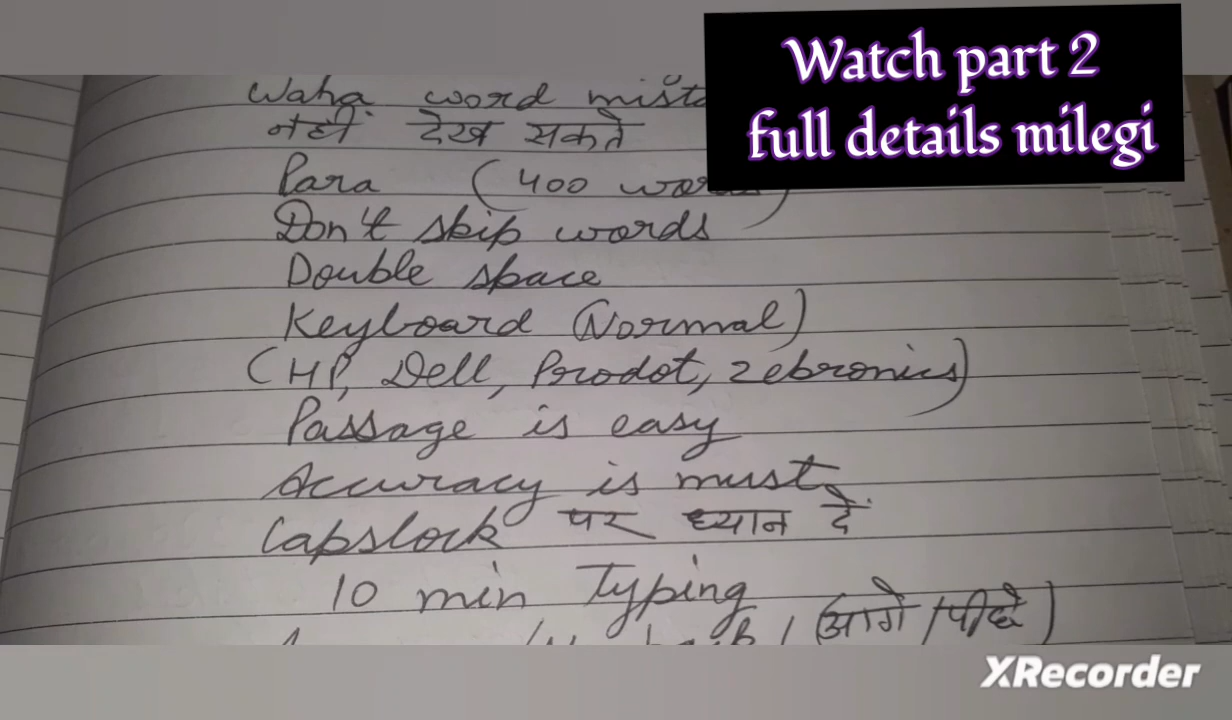 Watch part 2
full details milegi
Waha word
नही देख सकते
Para (400
Don't skip words
Double space
Keyboard (Normal)
(HP, Dell, Prodot, Zebronics)
Passage is easy
Accuracy is must
Capslock पर ध्यान दें
10 min Typing
(आगे/पीछे)
XRecorder